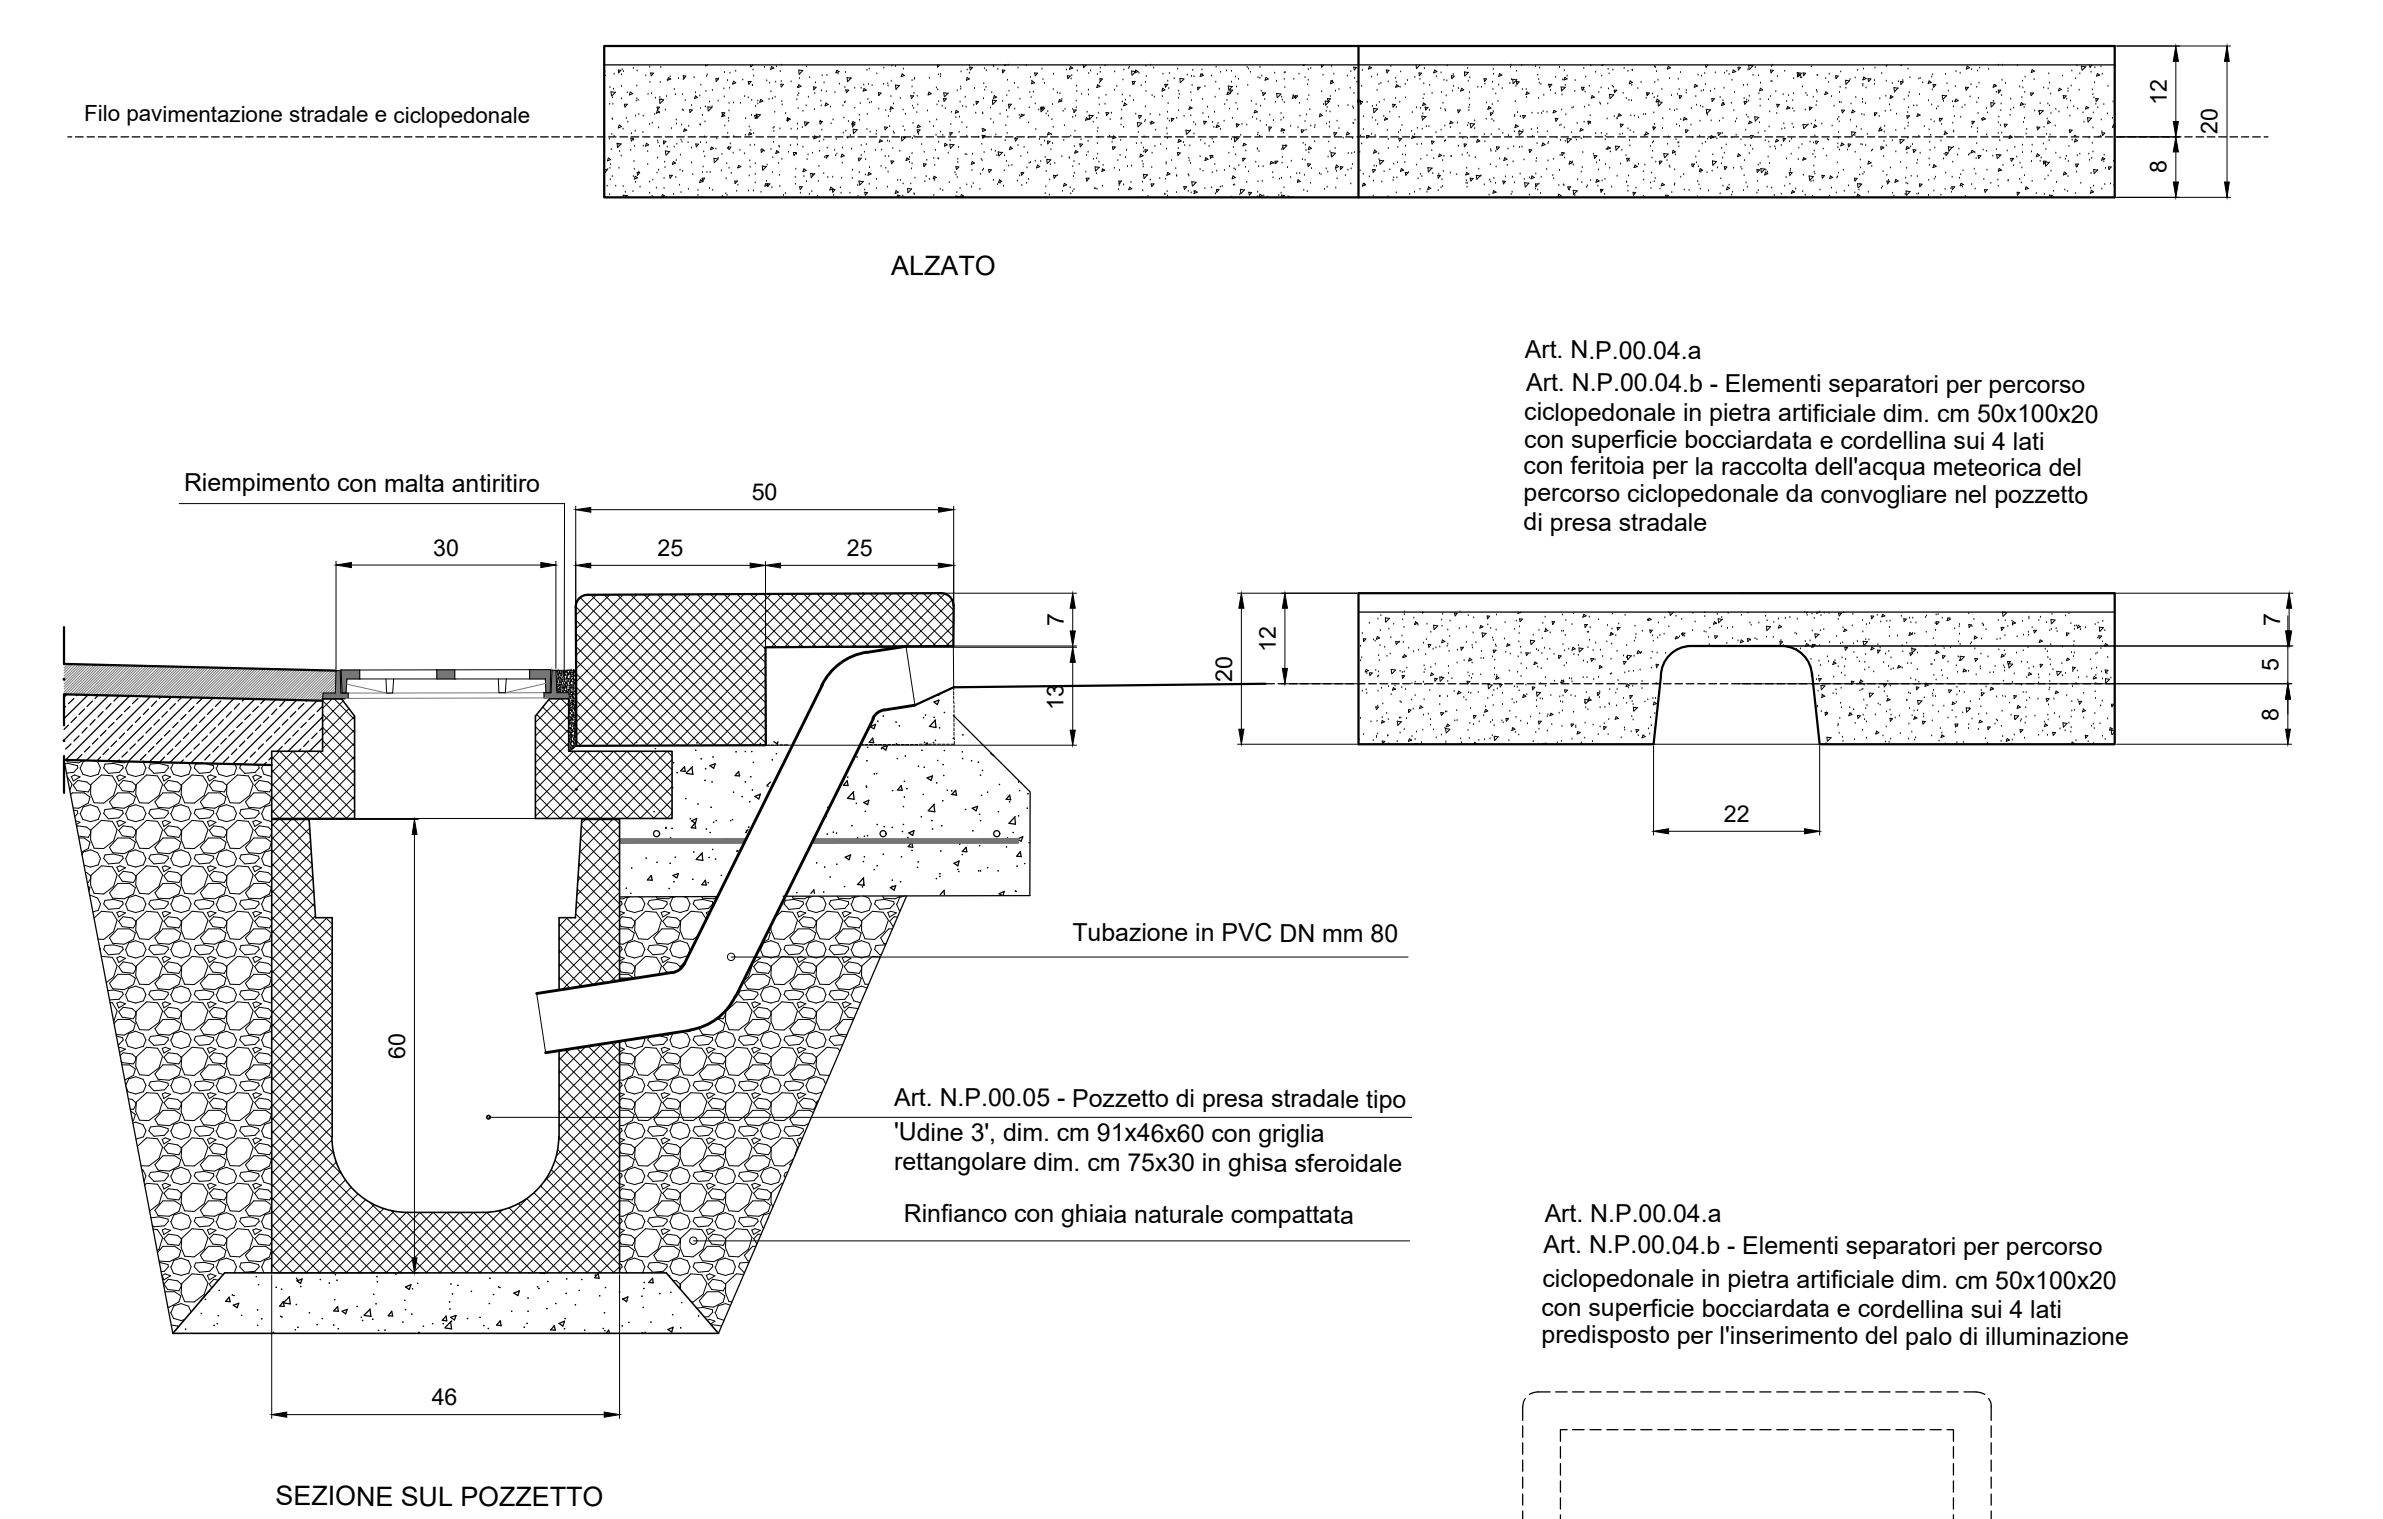 Filo pavimentazione stradale e ciclopedonale
12
20
8
ALZATO
Art. N.P.00.04.a
Art. N.P.00.04.b - Elementi separatori per percorso
ciclopedonale in pietra artificiale dim. cm 50x100x20
con superficie bocciardata e cordellina sui 4 lati
con feritoia per la raccolta dell'acqua meteorica del
percorso ciclopedonale da convogliare nel pozzetto
di presa stradale
Riempimento con malta antiritiro
50
30
25
25
7
13
20
12
7
5
8
22
Tubazione in PVC DN mm 80
60
Art. N.P.00.05 - Pozzetto di presa stradale tipo
'Udine 3', dim. cm 91x46x60 con griglia
rettangolare dim. cm 75x30 in ghisa sferoidale
Rinfianco con ghiaia naturale compattata
46
SEZIONE SUL POZZETTO
Art. N.P.00.04.a
Art. N.P.00.04.b - Elementi separatori per percorso
ciclopedonale in pietra artificiale dim. cm 50x100x20
con superficie bocciardata e cordellina sui 4 lati
predisposto per l'inserimento del palo di illuminazione